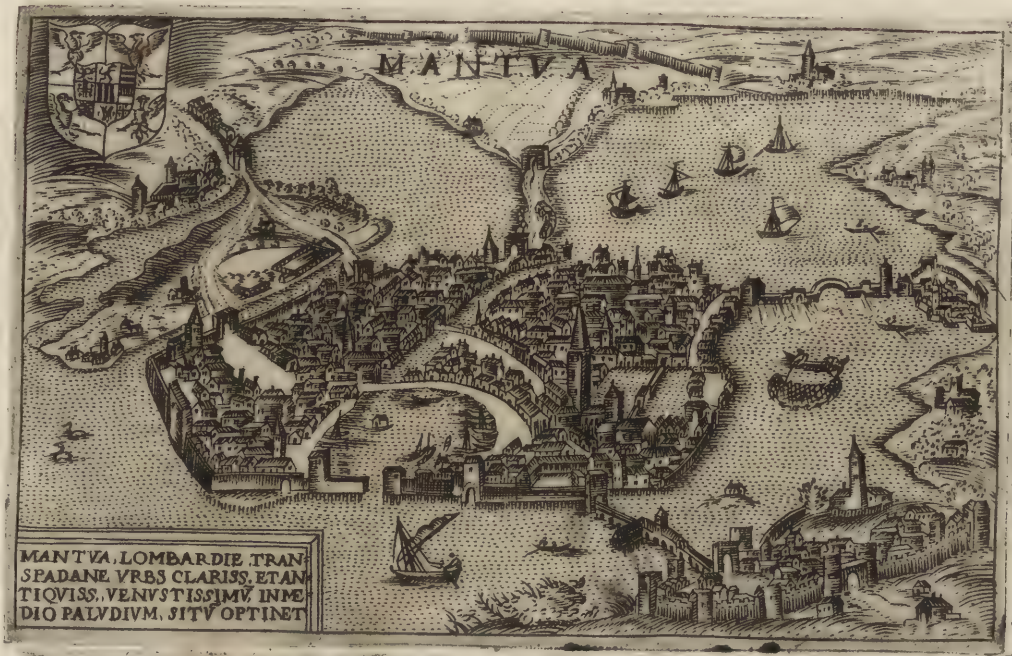 MANTVA
MANTVA, LOMBARDIE, TRAN
SPADANE VRBS CLARISS. ET AN
TIQVISS., VENVSTISSIMV̄, IN ME
DIO PALVDIVM, SITV̄ OPTINET